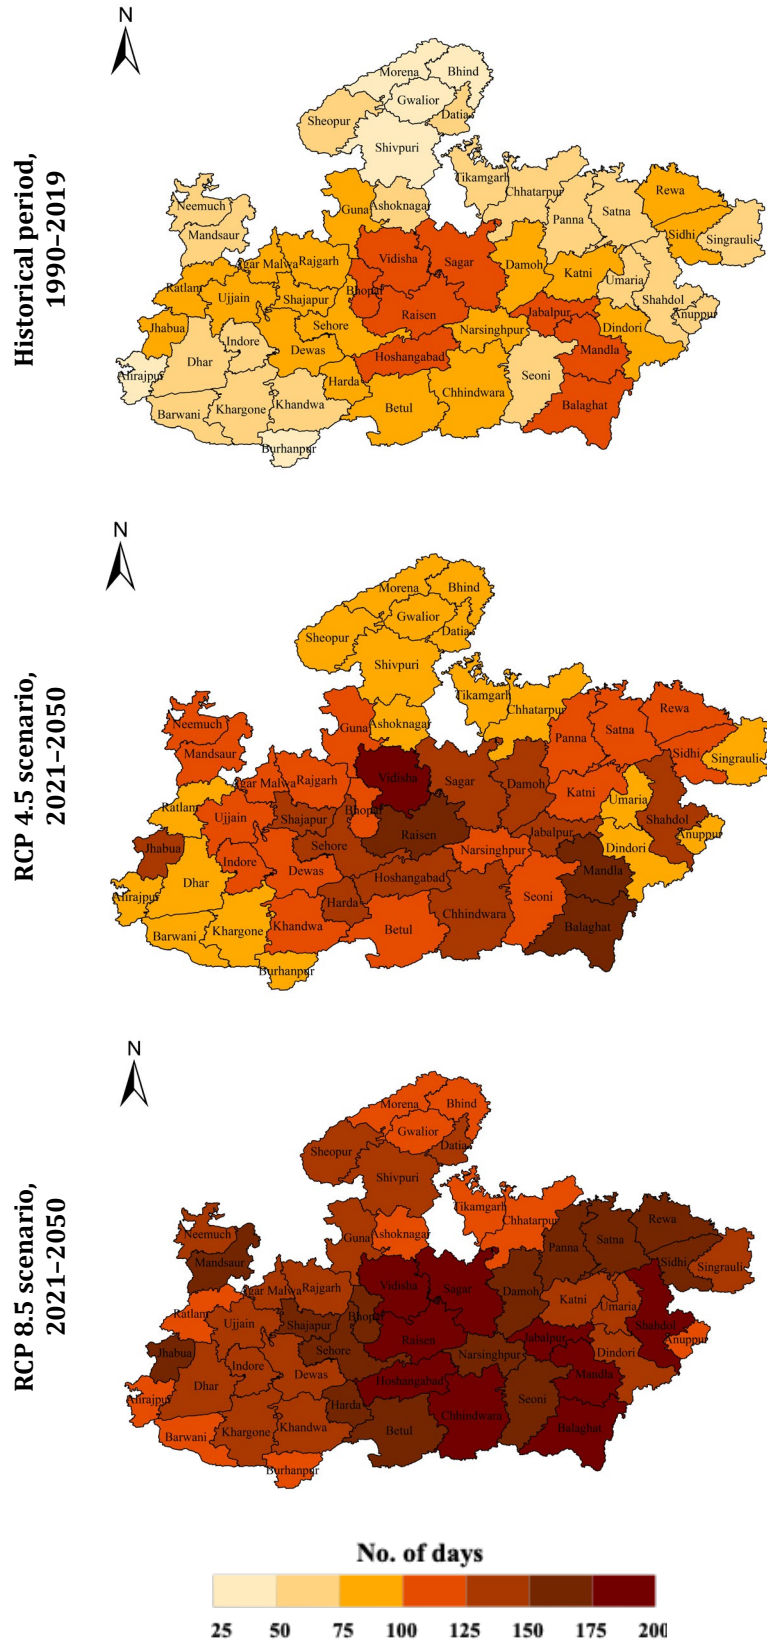 N
Historical period,
1990–2019
Morena
Bhind
Gwalior
Sheopur
Datia
Shivpuri
Tikamgarh
Neemuch
Guna
Ashoknagar
Chhatarpur
Panna
Satna
Rewa
Mandsaur
Sidhi
Singrauli
Agar Malwa
Rajgarh
Vidisha
Sagar
Damoh
Katni
Umaria
Ratlam
Ujjain
Shajapur
Bhopal
Raisen
Jabalpur
Shahdol
Anuppur
Jhabua
Indore
Sehore
Narsinghpur
Dindori
Dhar
Dewas
Hoshangabad
Mandla
Alirajpur
Harda
Seoni
Barwani
Khargone
Khandwa
Betul
Chhindwara
Balaghat
Burhanpur
N
RCP 4.5 scenario,
2021–2050
Morena
Bhind
Gwalior
Sheopur
Datia
Shivpuri
Tikamgarh
Neemuch
Guna
Ashoknagar
Chhatarpur
Panna
Satna
Rewa
Mandsaur
Sidhi
Singrauli
Agar Malwa
Rajgarh
Vidisha
Sagar
Damoh
Katni
Umaria
Ratlam
Ujjain
Shajapur
Bhopal
Raisen
Jabalpur
Shahdol
Anuppur
Jhabua
Indore
Sehore
Narsinghpur
Dindori
Dhar
Dewas
Hoshangabad
Mandla
Alirajpur
Harda
Seoni
Barwani
Khargone
Khandwa
Betul
Chhindwara
Balaghat
Burhanpur
N
RCP 8.5 scenario,
2021–2050
Morena
Bhind
Gwalior
Sheopur
Datia
Shivpuri
Tikamgarh
Neemuch
Guna
Ashoknagar
Chhatarpur
Panna
Satna
Rewa
Mandsaur
Sidhi
Singrauli
Agar Malwa
Rajgarh
Vidisha
Sagar
Damoh
Katni
Umaria
Ratlam
Ujjain
Shajapur
Bhopal
Raisen
Jabalpur
Shahdol
Anuppur
Jhabua
Indore
Sehore
Narsinghpur
Dindori
Dhar
Dewas
Hoshangabad
Mandla
Alirajpur
Harda
Seoni
Barwani
Khargone
Khandwa
Betul
Chhindwara
Balaghat
Burhanpur
No. of days
25 50 75 100 125 150 175 200